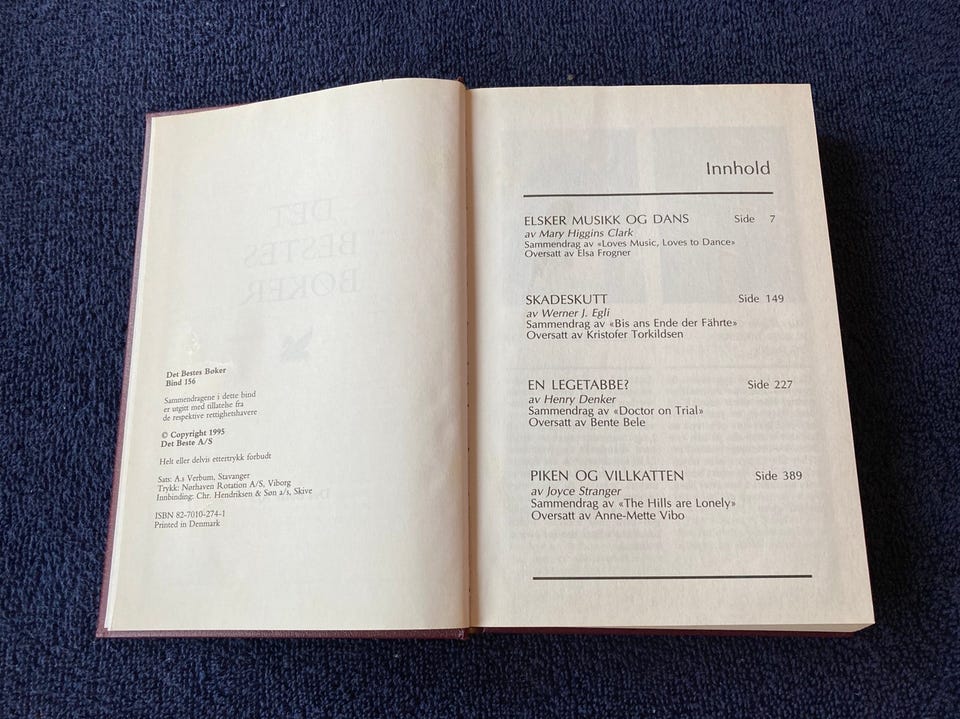 Det Bestes Bøker
Bind 156
Sammendragene i dette bind
er utgitt med tillatelse fra
de respektive rettighetshavere
© Copyright 1995
Det Beste A/S
Helt eller delvis ettertrykk forbudt
Sats: A.s Verbum, Stavanger
Trykk: Nørhaven Rotation A/S, Viborg
Innbinding: Chr. Hendriksen & Søn a/s, Skive
ISBN 82-7010-274-1
Printed in Denmark
Innhold
ELSKER MUSIKK OG DANS Side 7
av Mary Higgins Clark
Sammendrag av «Loves Music, Loves to Dance»
Oversatt av Elsa Frogner
SKADESKUTT Side 149
av Werner J. Egli
Sammendrag av «Bis ans Ende der Fährte»
Oversatt av Kristofer Torkildsen
EN LEGETABBE? Side 227
av Henry Denker
Sammendrag av «Doctor on Trial»
Oversatt av Bente Bele
PIKEN OG VILLKATTEN Side 389
av Joyce Stranger
Sammendrag av «The Hills are Lonely»
Oversatt av Anne-Mette Vibo
DET
BESTES
BØKER